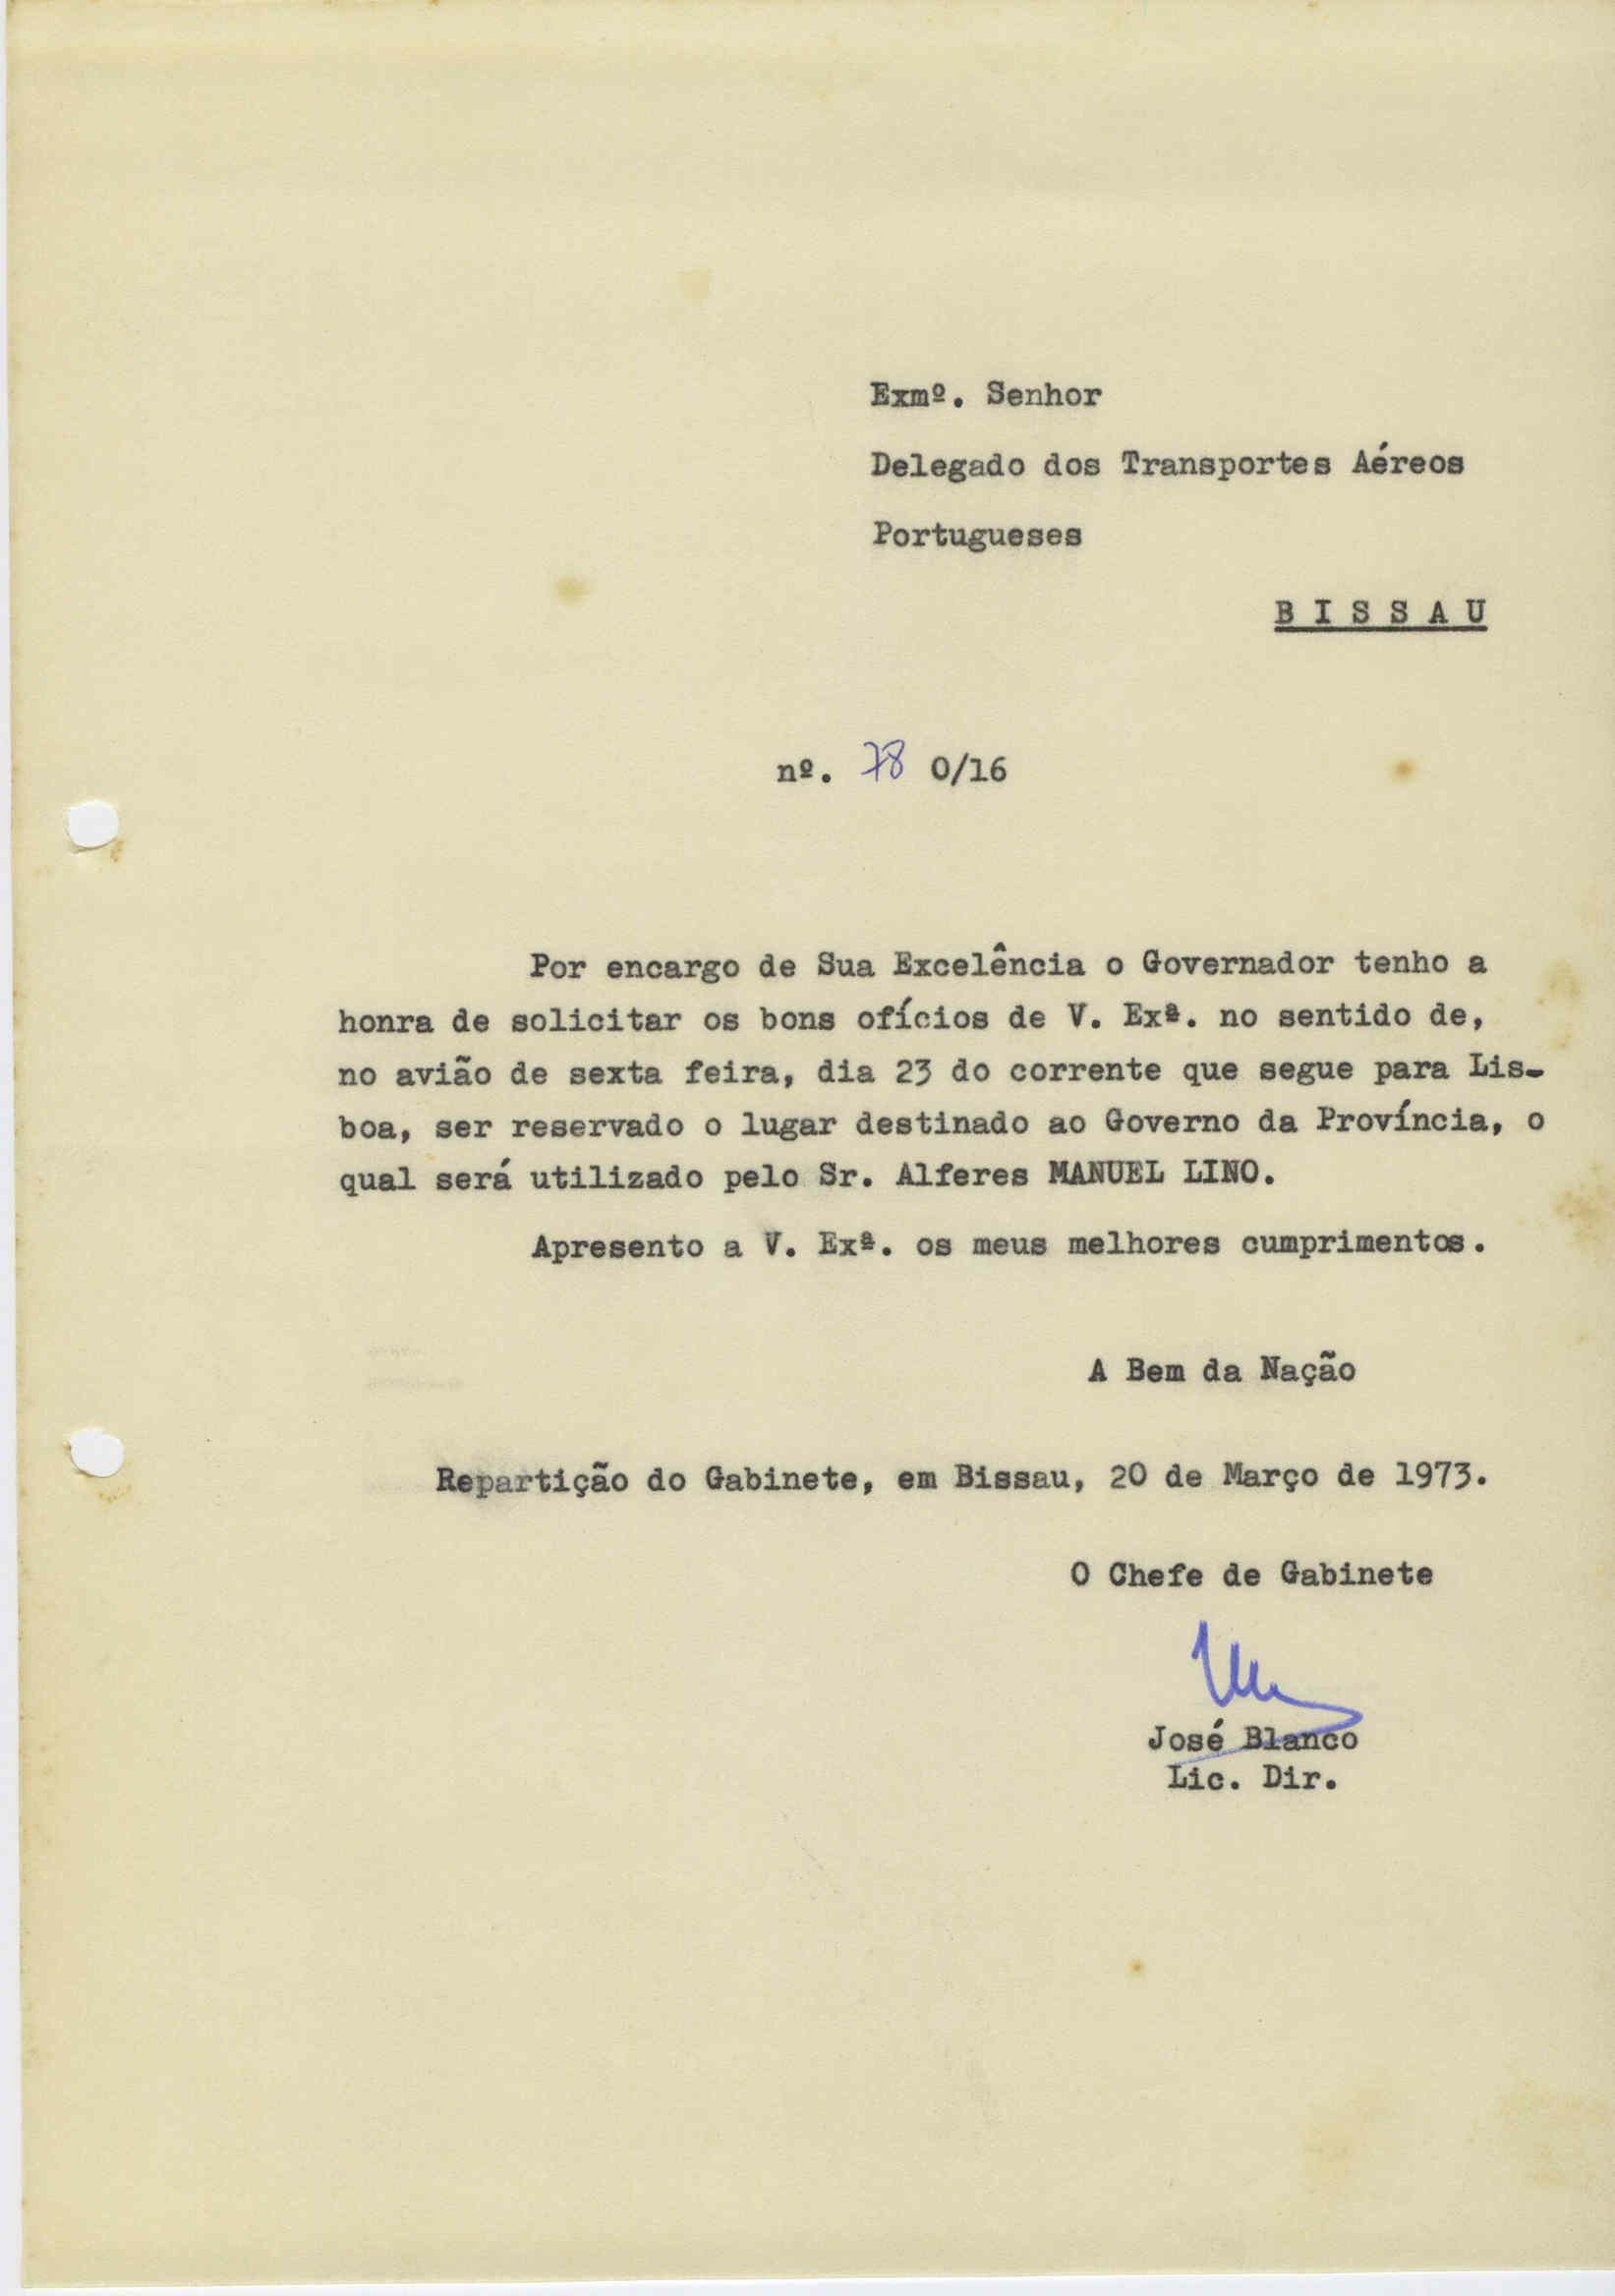 Exmº. Senhor
Delegado dos Transportes Aéreos
Portugueses
B I S S A U
nº. 78 0/16
Por encargo de Sua Excelência o Governador tenho a
honra de solicitar os bons ofícios de V. Exª. no sentido de,
no avião de sexta feira, dia 23 do corrente que segue para Lis-
boa, ser reservado o lugar destinado ao Governo da Província, o
qual será utilizado pelo Sr. Alferes MANUEL LINO.
Apresento a V. Exª. os meus melhores cumprimentos.
A Bem da Nação
Repartição do Gabinete, em Bissau, 20 de Março de 1973.
O Chefe de Gabinete
José Blanco
Lic. Dir.